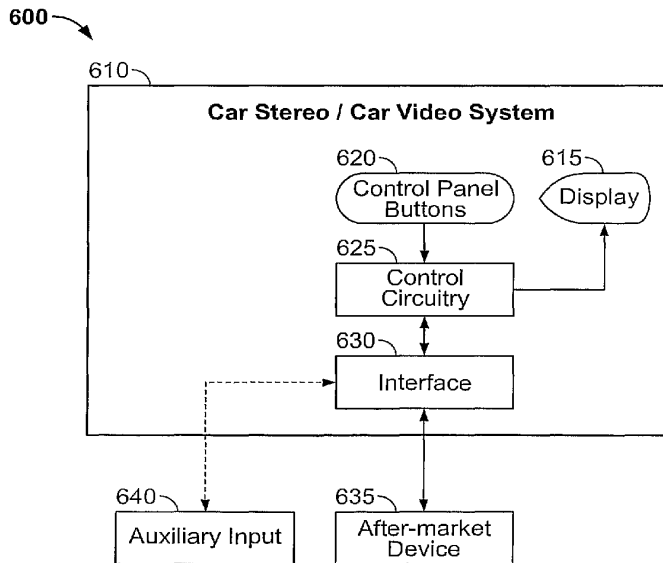 600
610
Car Stereo / Car Video System
620
615
Control Panel
Buttons
Display
625
Control
Circuitry
630
Interface
640
635
Auxiliary Input
After-market
Device